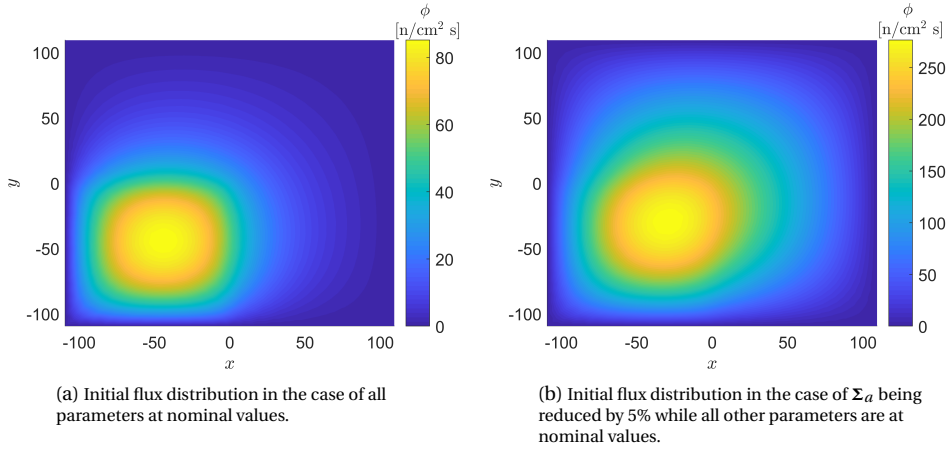 ϕ
[n/cm² s]
100
50
0
-50
-100
y
-100
-50
0
50
100
x
80
60
40
20
0
(a) Initial flux distribution in the case of all
parameters at nominal values.
ϕ
[n/cm² s]
100
50
0
-50
-100
y
-100
-50
0
50
100
x
250
200
150
100
50
0
(b) Initial flux distribution in the case of Σₐ being
reduced by 5% while all other parameters are at
nominal values.